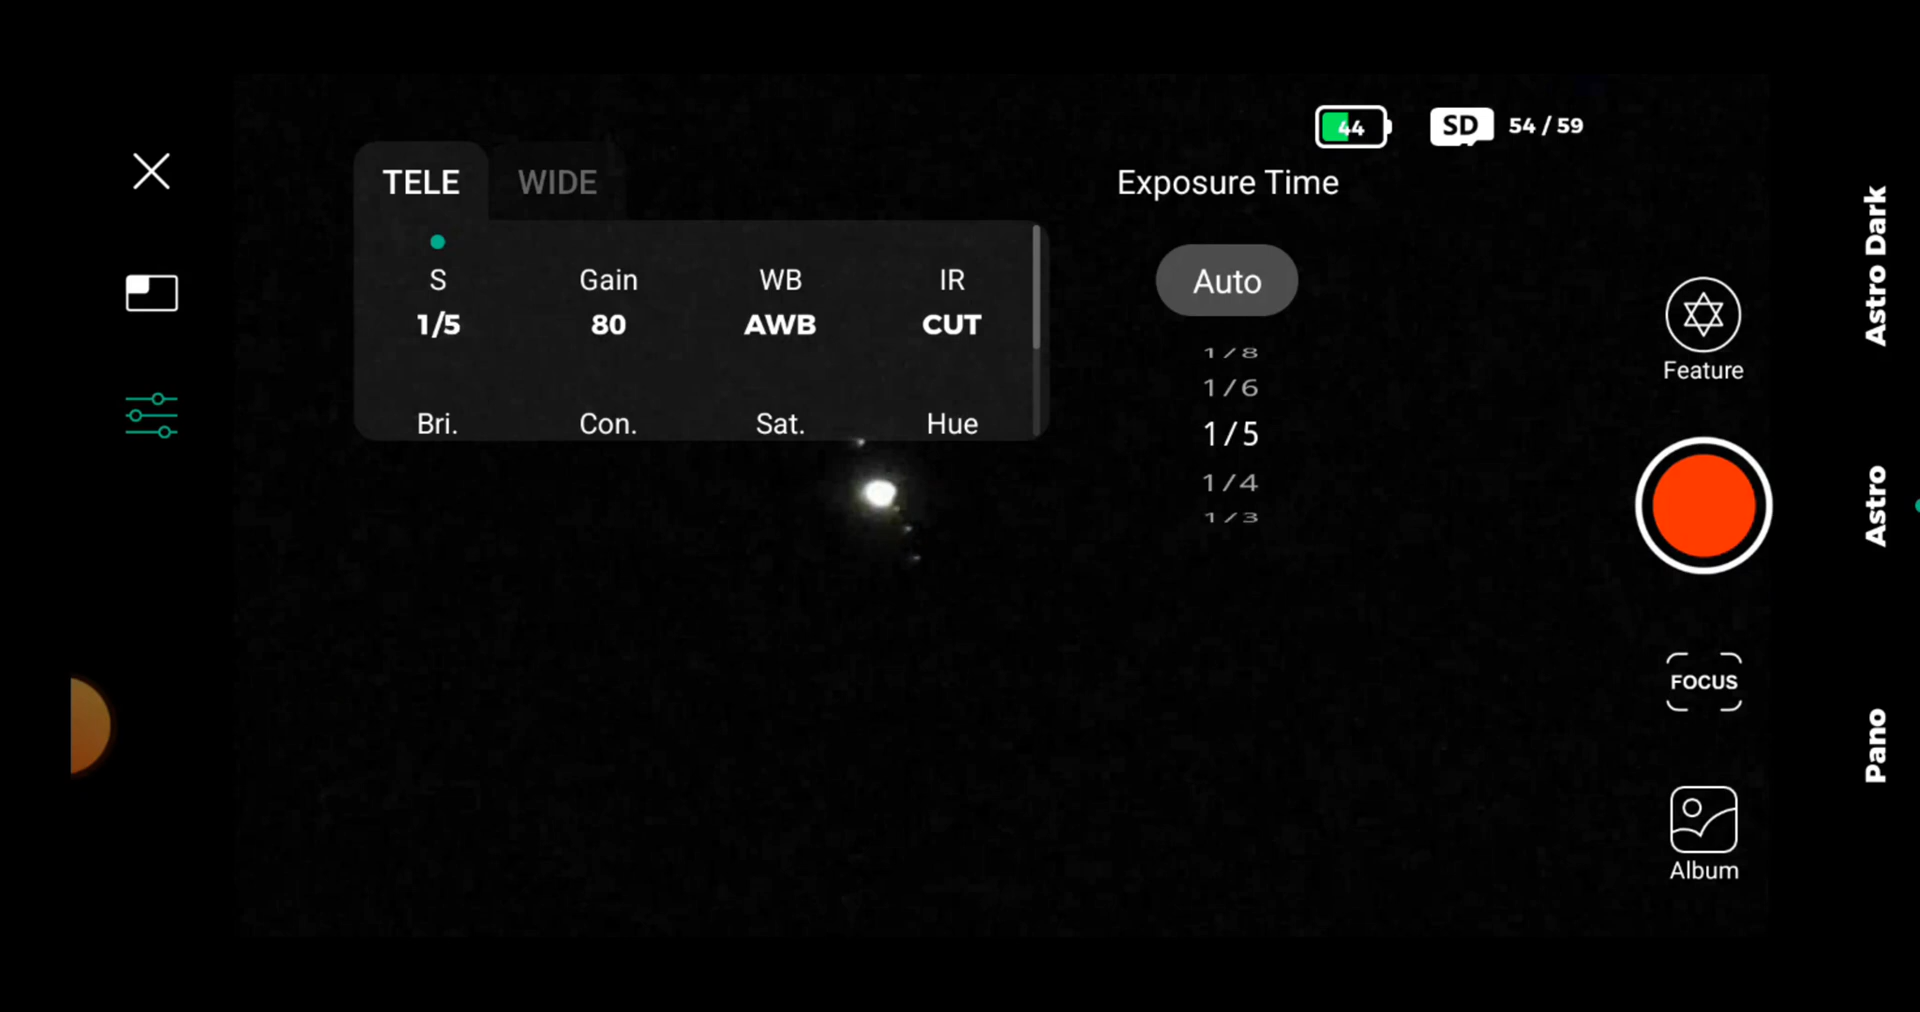 44 SD 54 / 59
TELE WIDE
Exposure Time
S Gain WB IR
1/5 80 AWB CUT
Bri. Con. Sat. Hue
Auto
1/8
1/6
1/5
1/4
1/3
Feature
FOCUS
Album
Astro Dark
Astro
Pano